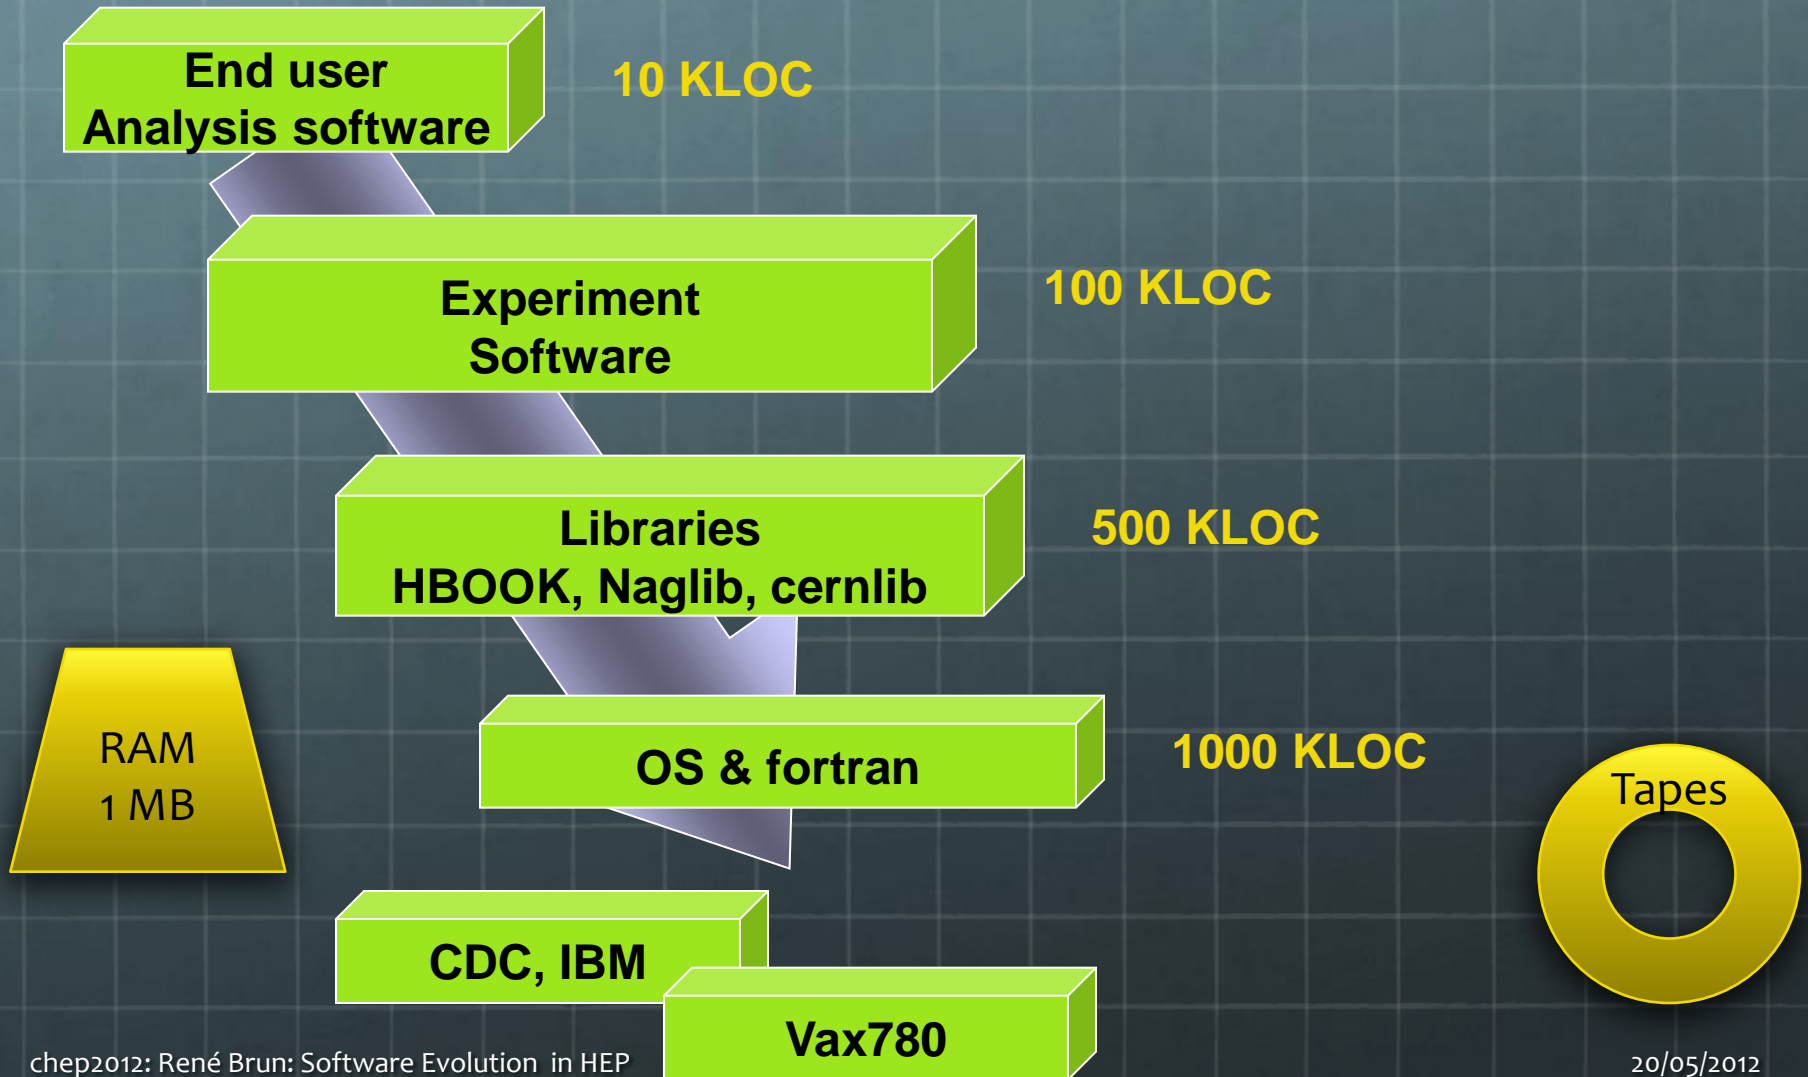 End user
Analysis software
10 KLOC
Experiment
Software
100 KLOC
Libraries
HBOOK, Naglib, cernlib
500 KLOC
RAM
1 MB
OS & fortran
1000 KLOC
Tapes
CDC, IBM
Vax780
chep2012: René Brun: Software Evolution in HEP
20/05/2012